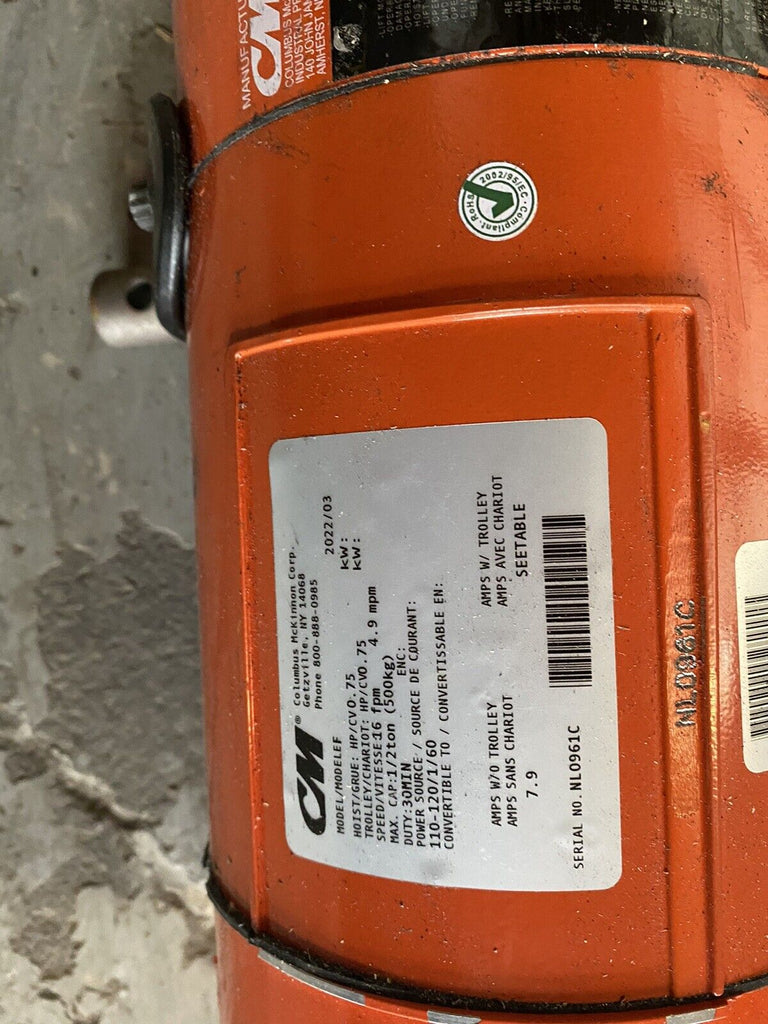 MANUFACTU
CM
COLUMBUS Mc
INDUSTRIAL PR
140 JOHN JAM
AMHERST, NY
2002/95/EC · Compliant · RoHS
CM®
Columbus McKinnon Corp.
Getzville, NY 14068
Phone 800-888-0985
2022/03
MODEL/MODELEF
HOIST/GRUE: HP/CV0.75 kW:
TROLLEY/CHARIOT: HP/CV0.75 kW:
SPEED/VITESSE:16 fpm 4.9 mpm
MAX. CAP:1.2ton (500kg)
DUTY:30MIN ENC:
POWER SOURCE / SOURCE DE COURANT:
110-120/1/60
CONVERTIBLE TO / CONVERTISSABLE EN:
AMPS W/O TROLLEY AMPS W/ TROLLEY
AMPS SANS CHARIOT AMPS AVEC CHARIOT
7.9 SEETABLE
SERIAL NO. NL0961C
NL0961C